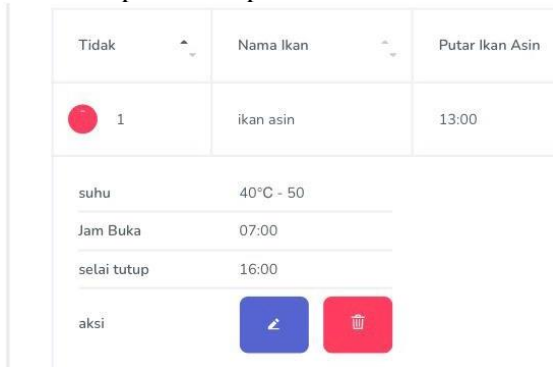 Tidak Nama Ikan Putar Ikan Asin
1 ikan asin 13:00
suhu 40°C - 50
Jam Buka 07:00
selai tutup 16:00
aksi